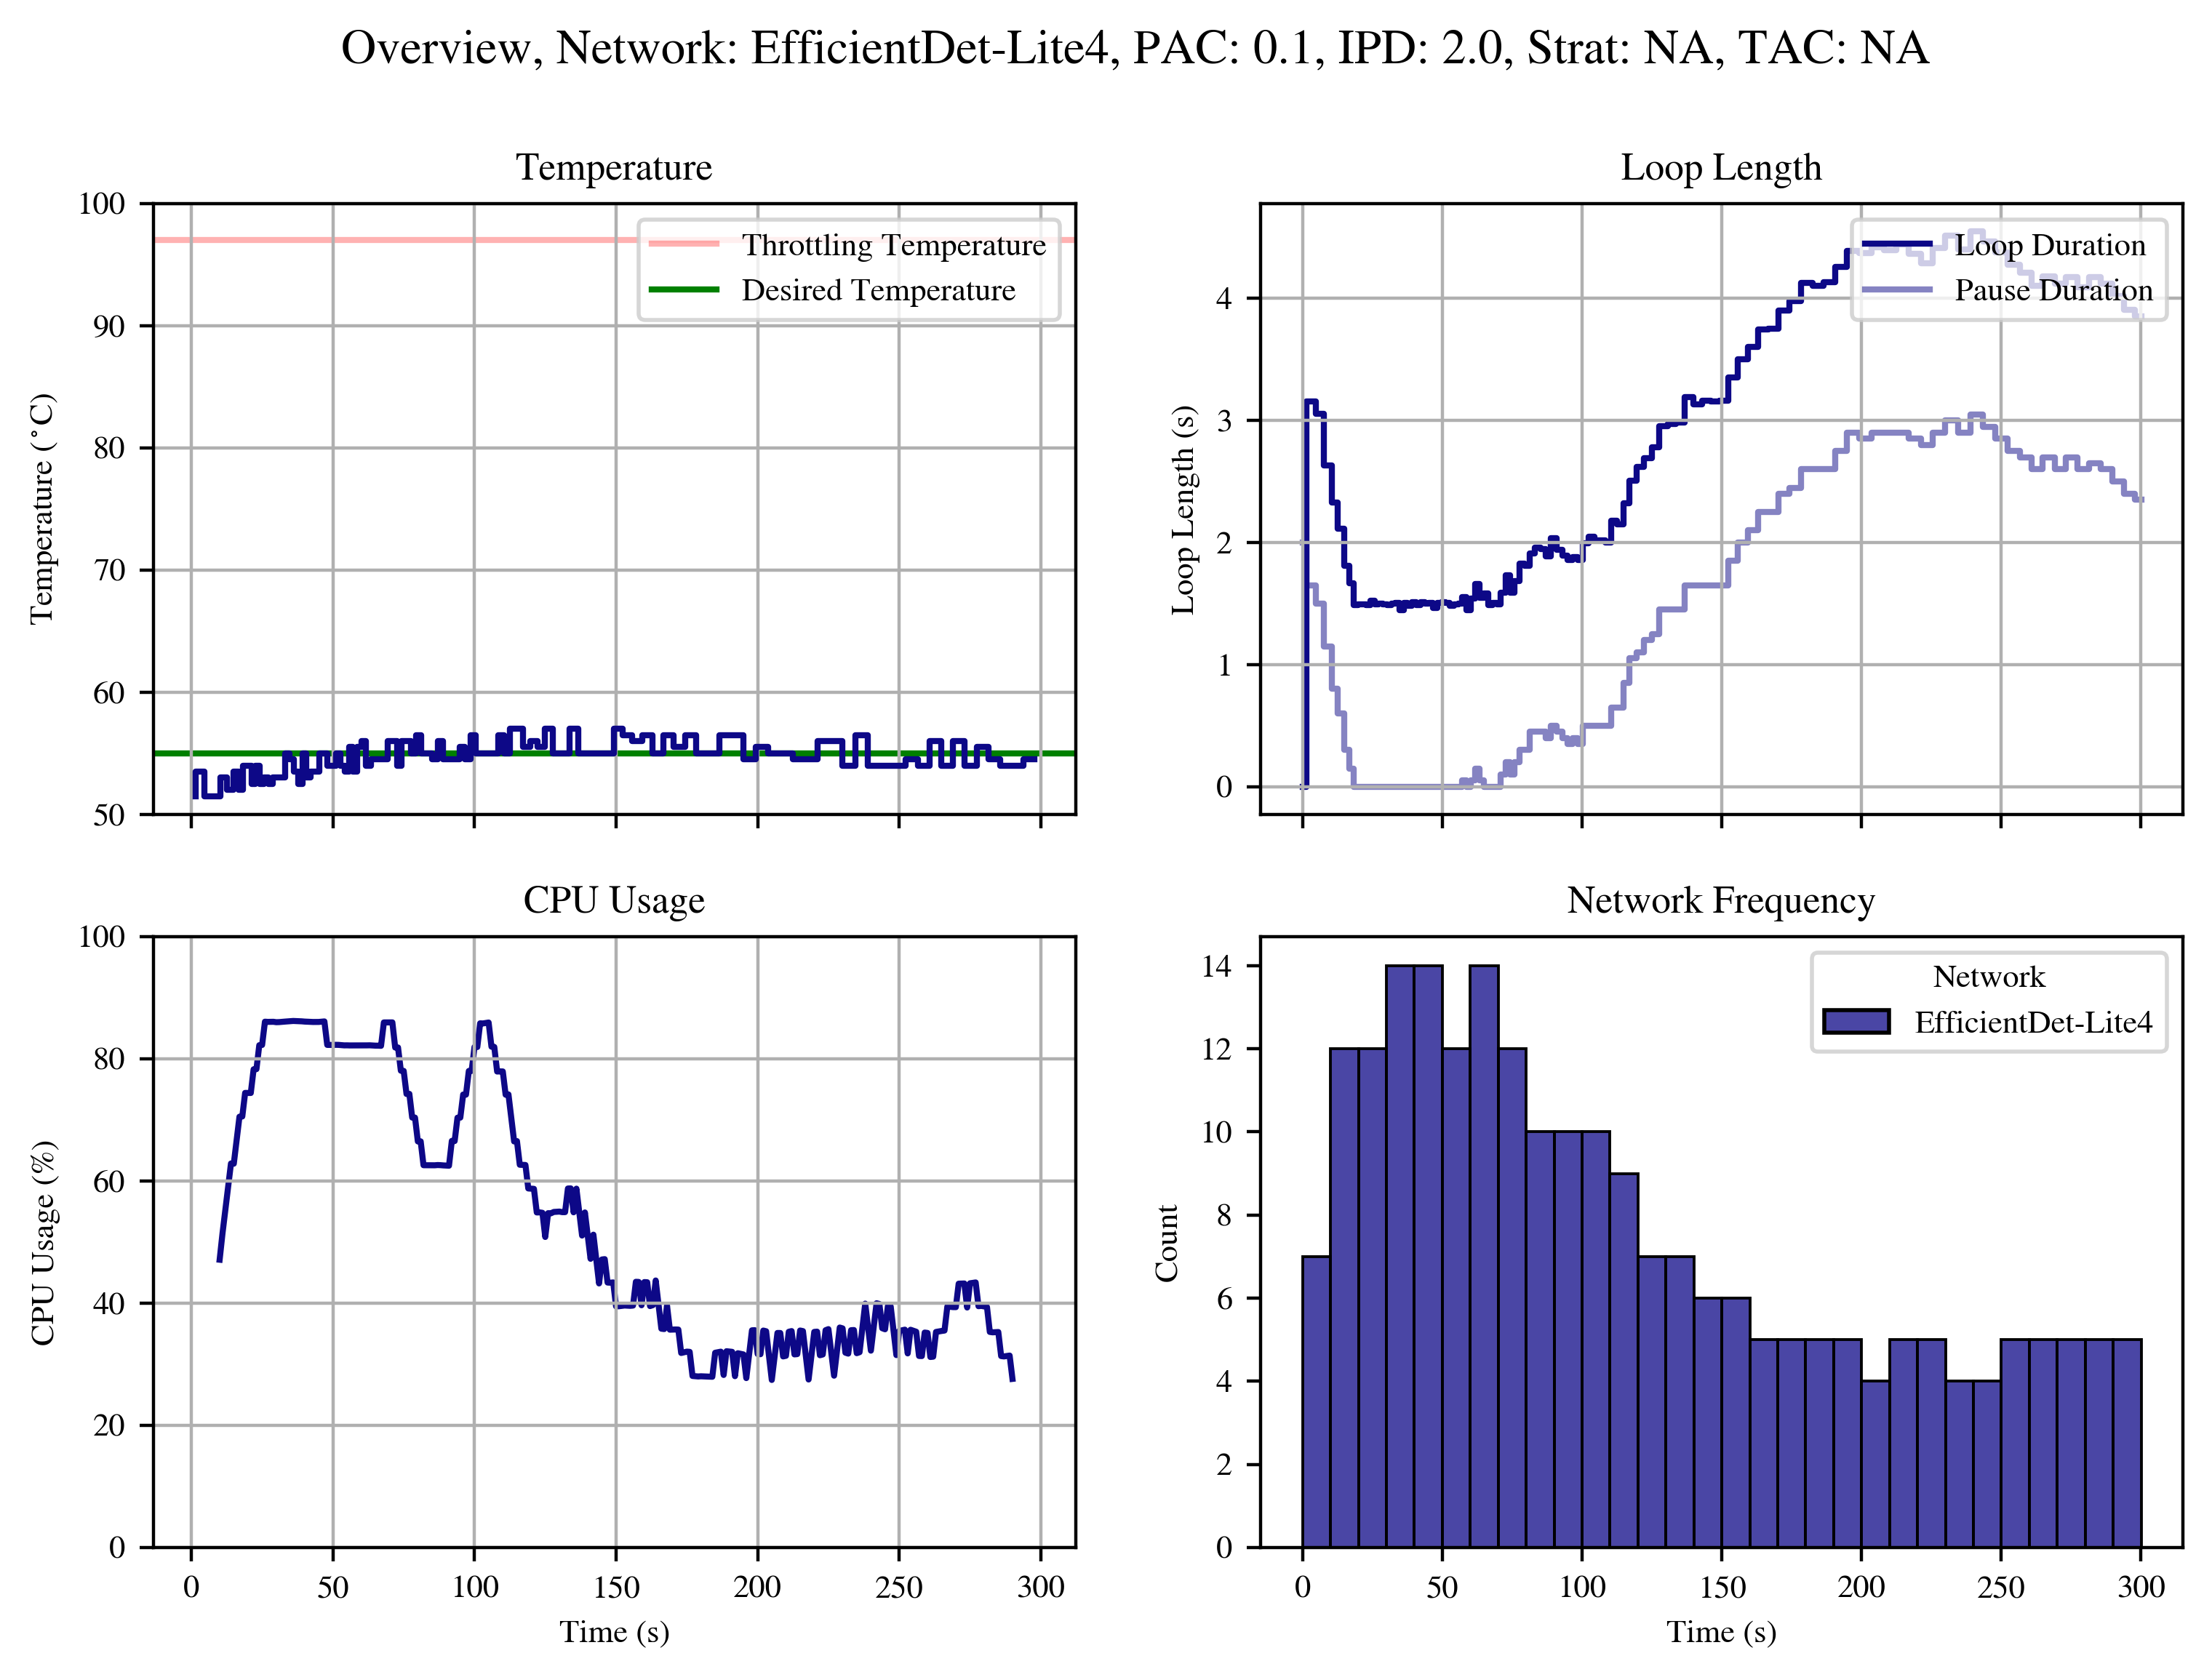 Overview, Network: EfficientDet-Lite4, PAC: 0.1, IPD: 2.0, Strat: NA, TAC: NA
Temperature
100
90
80
70
60
50
Temperature (°C)
Throttling Temperature
Desired Temperature
Loop Length
4
3
2
1
0
Loop Length (s)
Loop Duration
Pause Duration
CPU Usage
100
80
60
40
20
0
CPU Usage (%)
0 50 100 150 200 250 300
Time (s)
Network Frequency
14
12
10
8
6
4
2
0
Count
Network
EfficientDet-Lite4
0 50 100 150 200 250 300
Time (s)